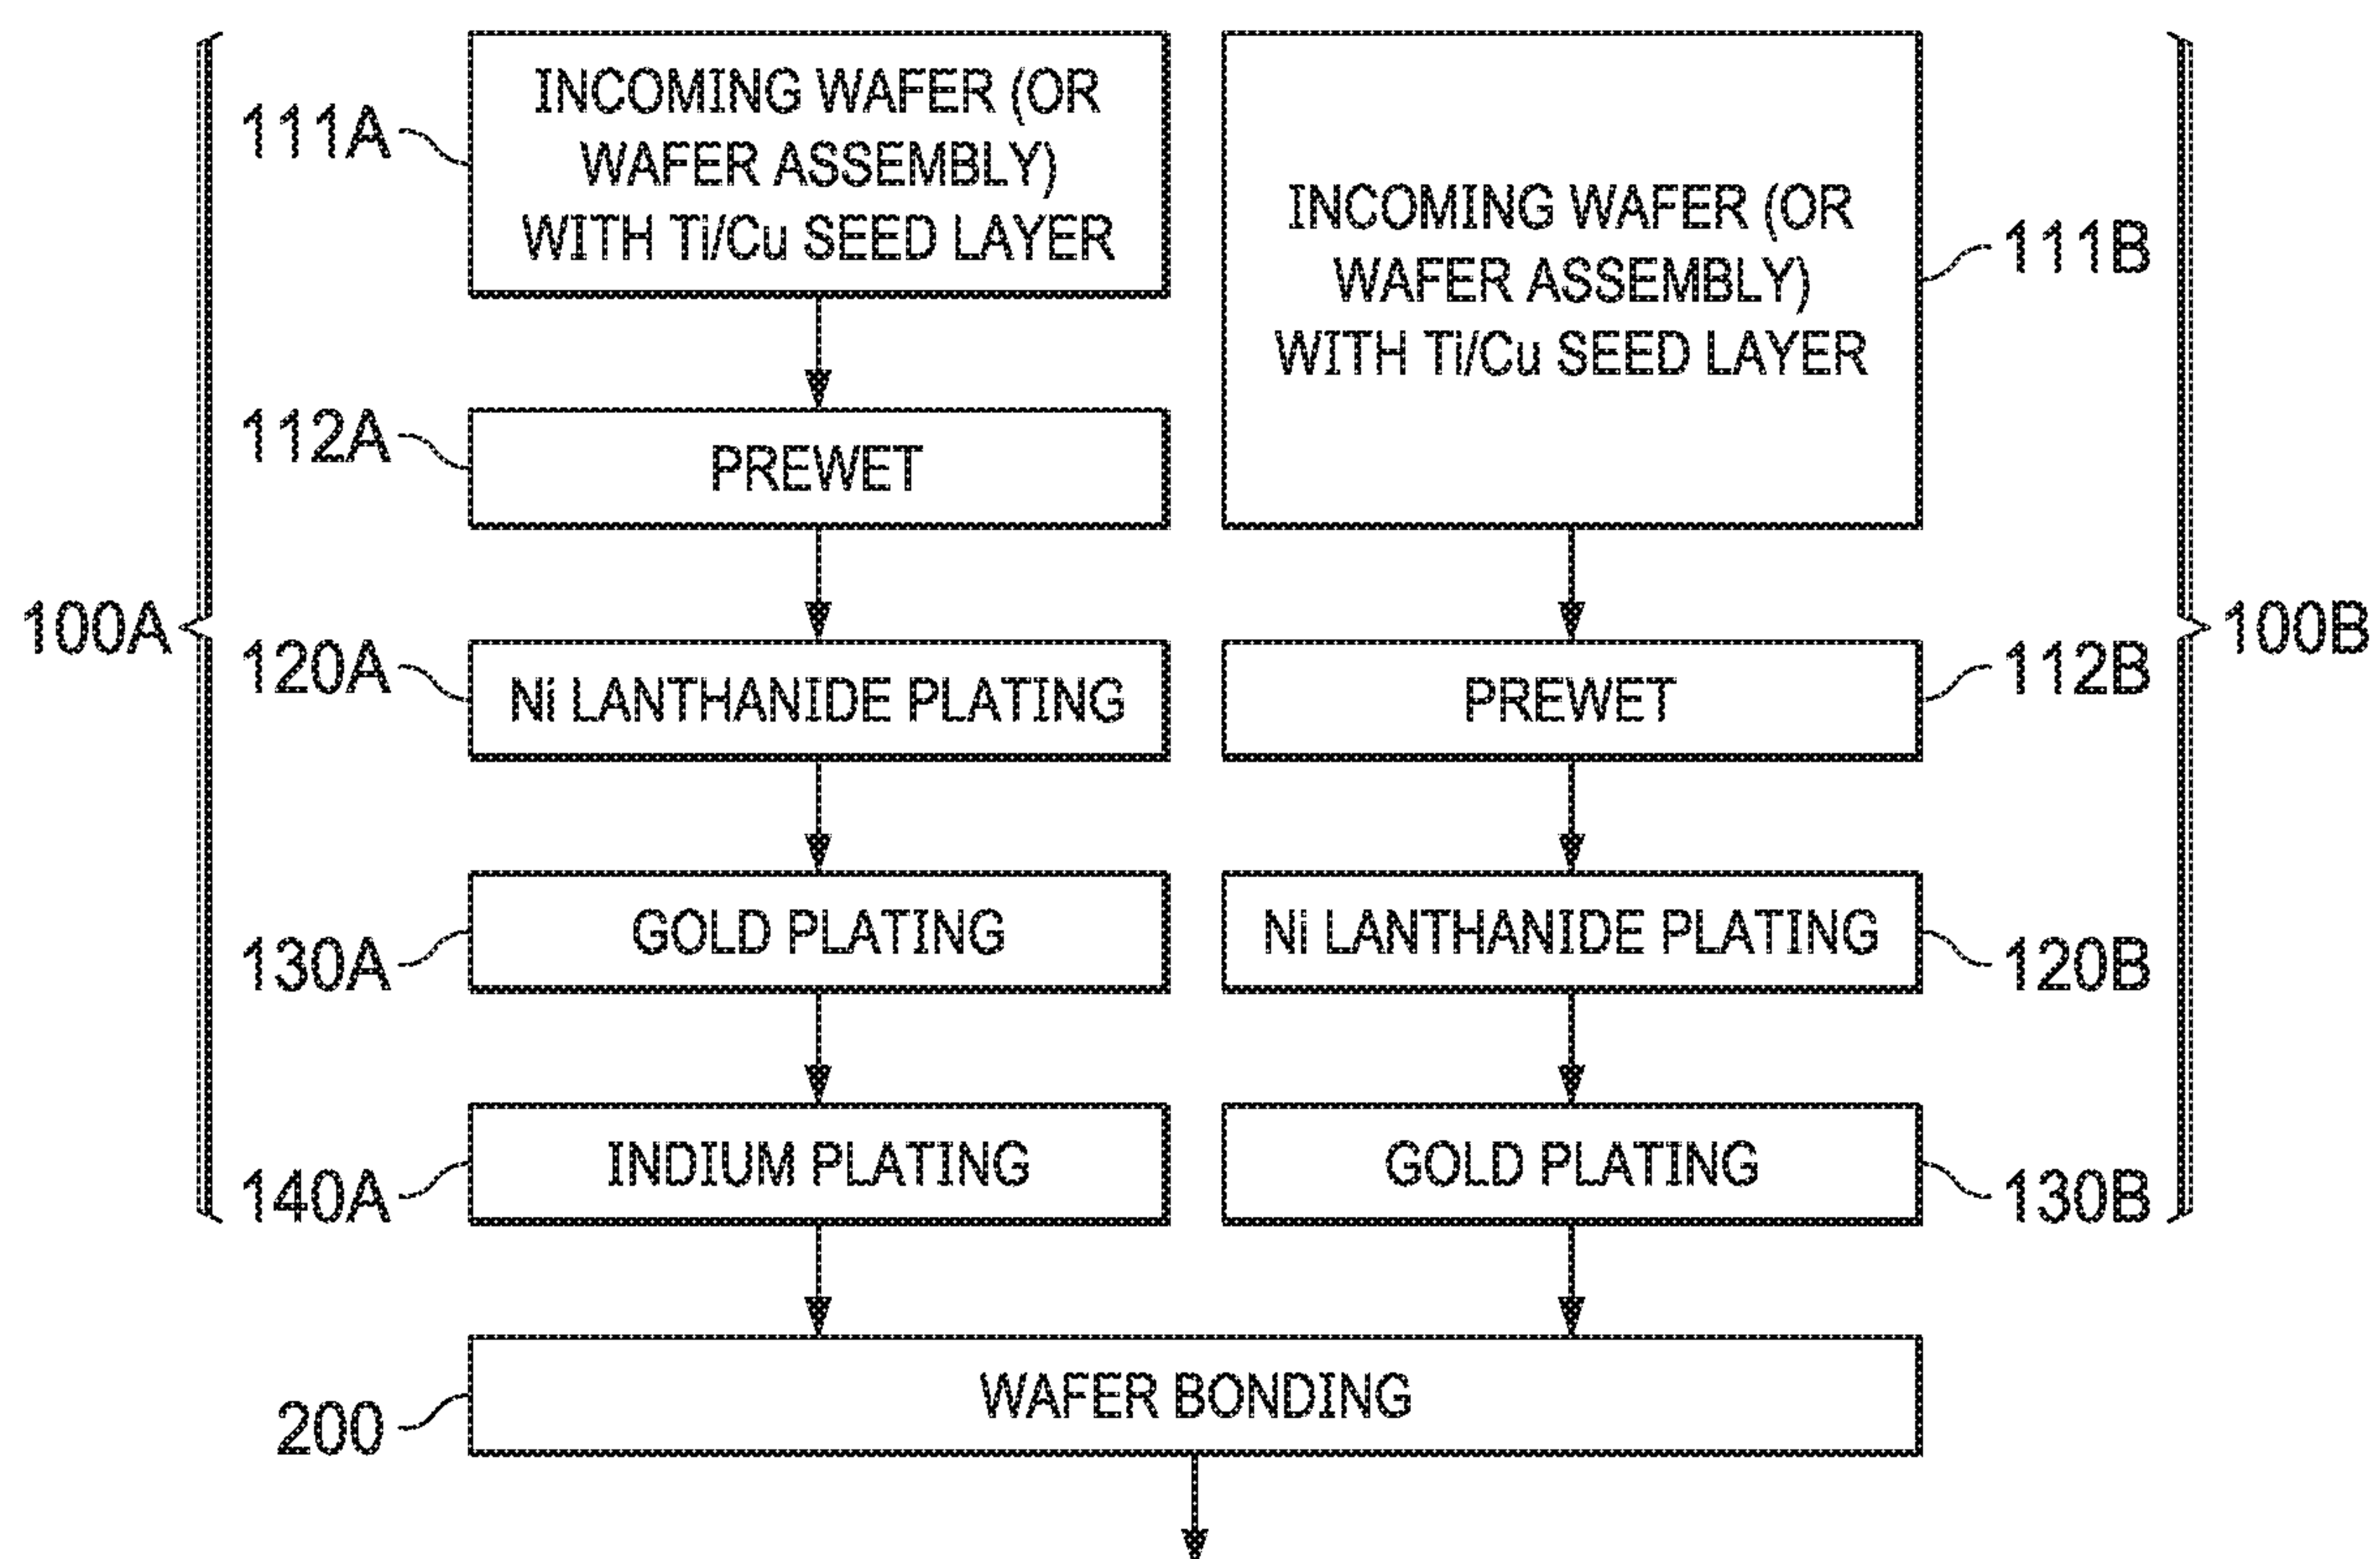 100A
111A
INCOMING WAFER (OR
WAFER ASSEMBLY)
WITH Ti/Cu SEED LAYER
112A
PREWET
120A
Ni LANTHANIDE PLATING
130A
GOLD PLATING
140A
INDIUM PLATING
INCOMING WAFER (OR
WAFER ASSEMBLY)
WITH Ti/Cu SEED LAYER
111B
PREWET
112B
Ni LANTHANIDE PLATING
120B
GOLD PLATING
130B
100B
200
WAFER BONDING